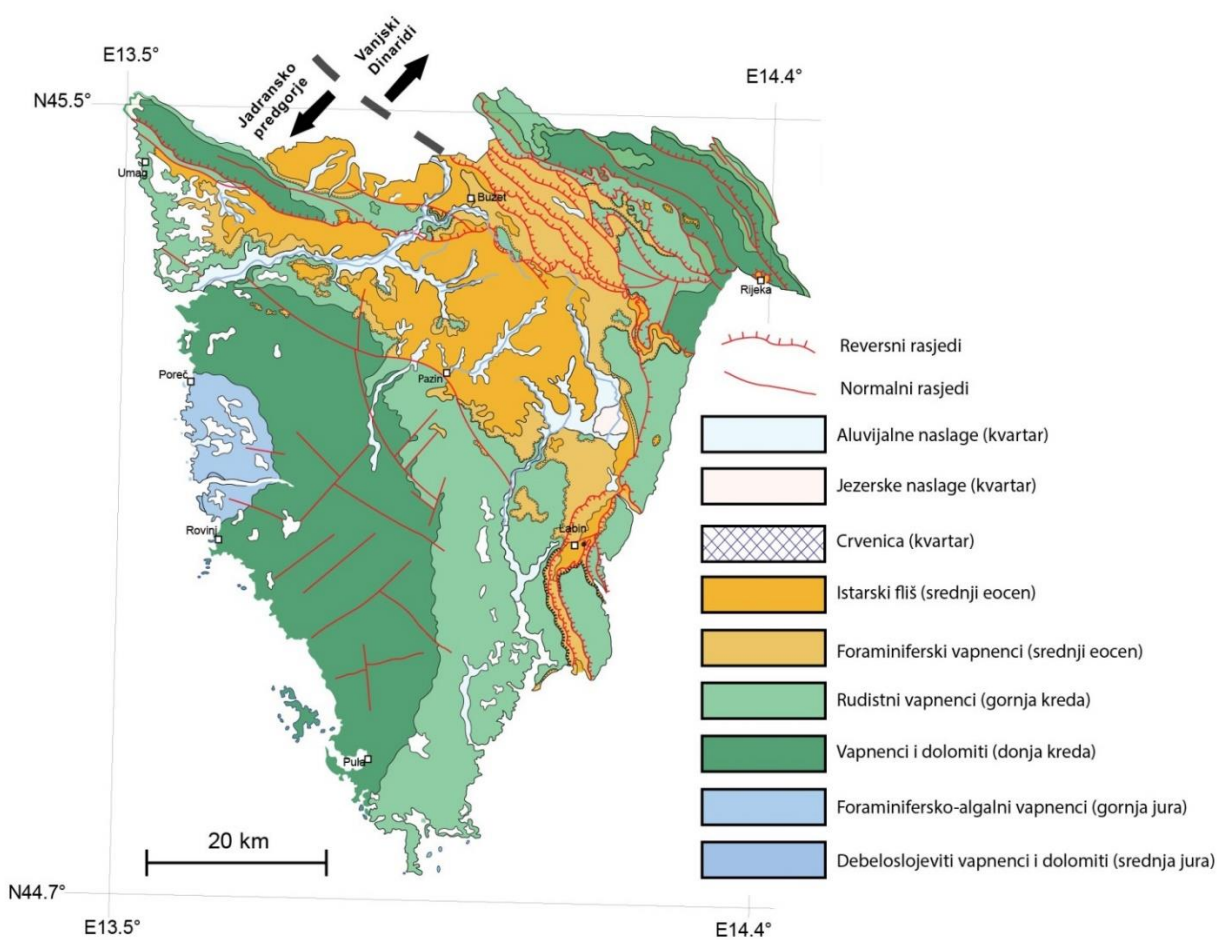 Vanjski
Dinaridi
Jadransko
predgorje
E13.5°
E14.4°
N45.5°
Umag
Buzet
Rijeka
Poreč
Pazin
Rovinj
Labin
Pula
20 km
N44.7°
E13.5°
E14.4°
Reversni rasjedi
Normalni rasjedi
Aluvijalne naslage (kvartar)
Jezerske naslage (kvartar)
Crvenica (kvartar)
Istarski fliš (srednji eocen)
Foraminiferski vapnenci (srednji eocen)
Rudistni vapnenci (gornja kreda)
Vapnenci i dolomiti (donja kreda)
Foraminifersko-algalni vapnenci (gornja jura)
Debeloslojeviti vapnenci i dolomiti (srednja jura)